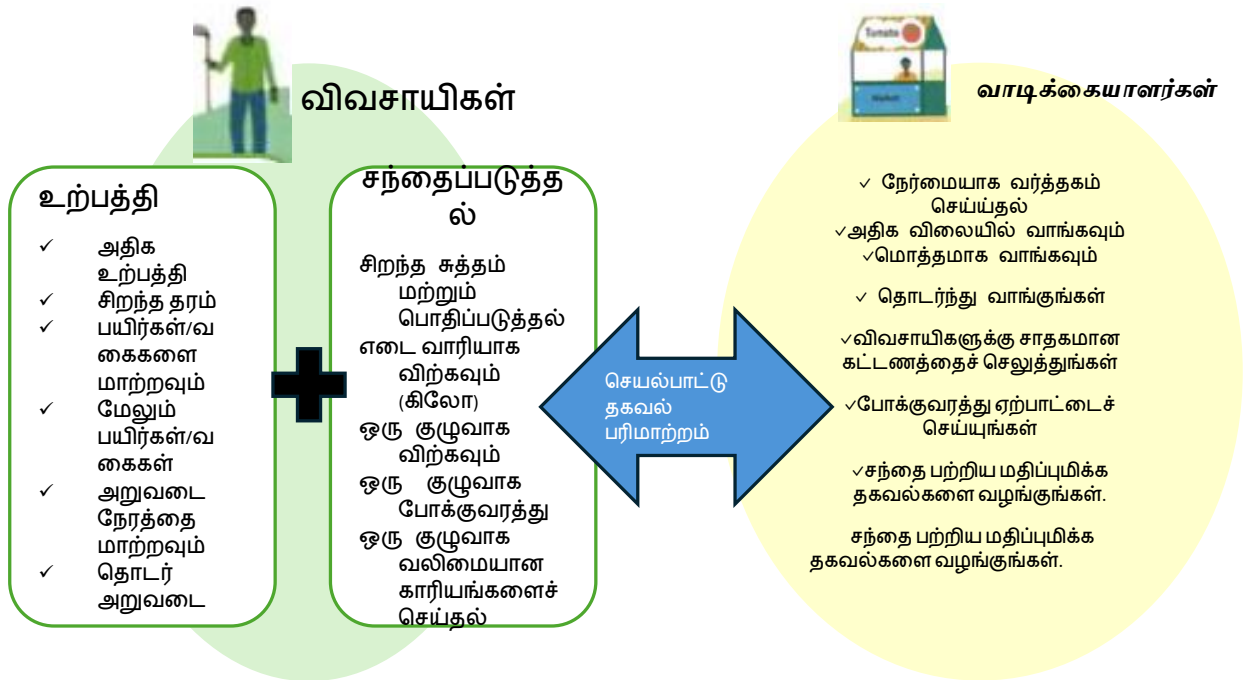 விவசாயிகள்
உற்பத்தி
✓ அதிக
உற்பத்தி
✓ சிறந்த தரம்
✓ பயிர்கள்/வ
கைகளை
மாற்றவும்
✓ மேலும்
பயிர்கள்/வ
கைகள்
✓ அறுவடை
நேரத்தை
மாற்றவும்
✓ தொடர்
அறுவடை
சந்தைப்படுத்த
ல்
சிறந்த சுத்தம்
மற்றும்
பொதிப்படுத்தல்
எடை வாரியாக
விற்கவும்
(கிலோ)
ஒரு குழுவாக
விற்கவும்
ஒரு குழுவாக
போக்குவரத்து
ஒரு குழுவாக
வலிமையான
காரியங்களைச்
செய்தல்
செயல்பாட்டு
தகவல்
பரிமாற்றம்
Tomato
Market
வாடிக்கையாளர்கள்
✓ நேர்மையாக வர்த்தகம்
செய்ய்தல்
✓அதிக விலையில் வாங்கவும்
✓மொத்தமாக வாங்கவும்
✓ தொடர்ந்து வாங்குங்கள்
✓விவசாயிகளுக்கு சாதகமான
கட்டணத்தைச் செலுத்துங்கள்
✓போக்குவரத்து ஏற்பாட்டைச்
செய்யுங்கள்
✓சந்தை பற்றிய மதிப்புமிக்க
தகவல்களை வழங்குங்கள்.
சந்தை பற்றிய மதிப்புமிக்க
தகவல்களை வழங்குங்கள்.